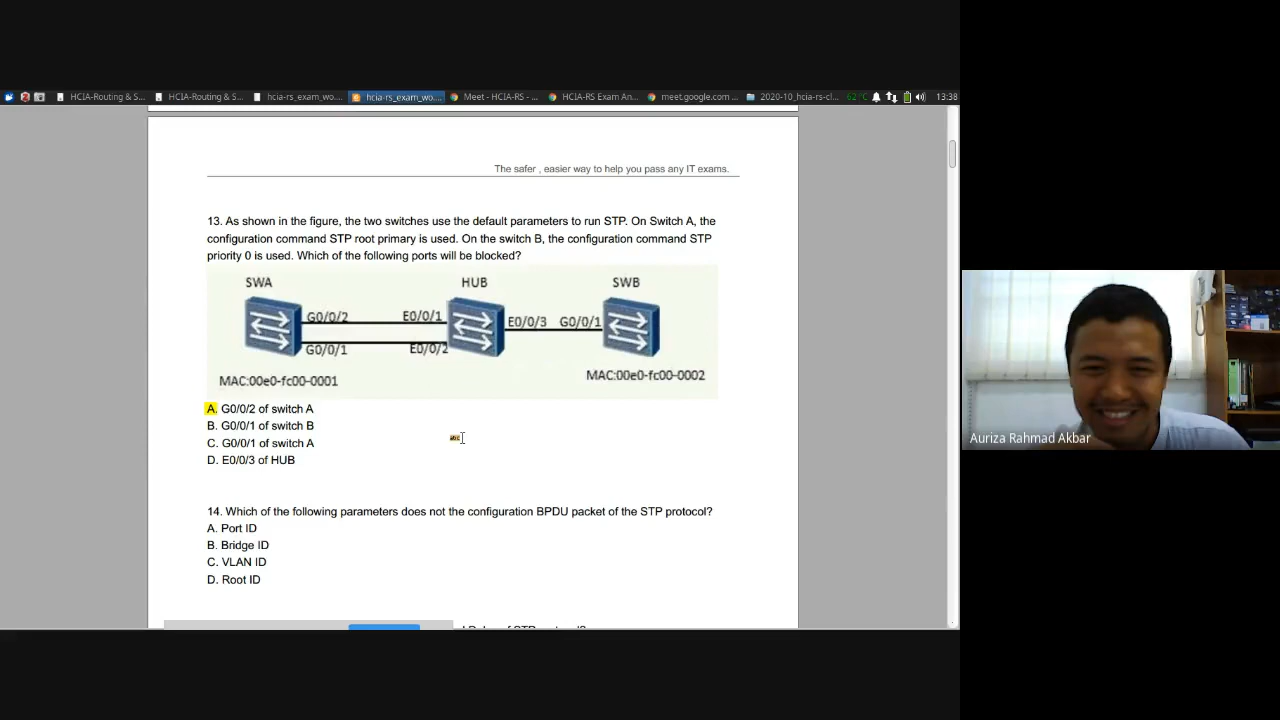 HCIA-Routing & S... HCIA-Routing & S... hcia-rs_exam_wo... hcia-rs_exam_wo... Meet - HCIA-RS - ... HCIA-RS Exam An... meet.google.com ... 2020-10_hcia-rs-cl... 62°C 13:38
The safer , easier way to help you pass any IT exams.
13. As shown in the figure, the two switches use the default parameters to run STP. On Switch A, the
configuration command STP root primary is used. On the switch B, the configuration command STP
priority 0 is used. Which of the following ports will be blocked?
SWA HUB SWB
G0/0/2 E0/0/1 E0/0/3 G0/0/1
G0/0/1 E0/0/2
MAC:00e0-fc00-0001 MAC:00e0-fc00-0002
A. G0/0/2 of switch A
B. G0/0/1 of switch B
C. G0/0/1 of switch A
D. E0/0/3 of HUB
abc
14. Which of the following parameters does not the configuration BPDU packet of the STP protocol?
A. Port ID
B. Bridge ID
C. VLAN ID
D. Root ID
Auriza Rahmad Akbar